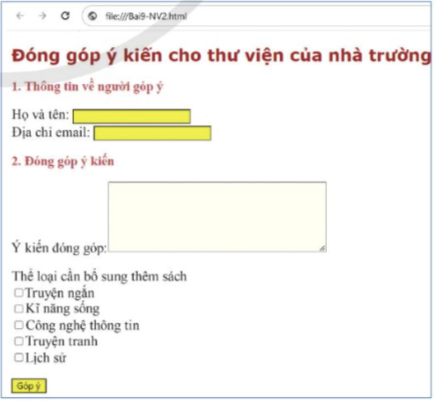 file:///Bai9-NV2.html
Đóng góp ý kiến cho thư viện của nhà trường
1. Thông tin về người góp ý
Họ và tên:
Địa chỉ email:
2. Đóng góp ý kiến
Ý kiến đóng góp:
Thể loại cần bổ sung thêm sách
Truyện ngắn
Kĩ năng sống
Công nghệ thông tin
Truyện tranh
Lịch sử
Góp ý